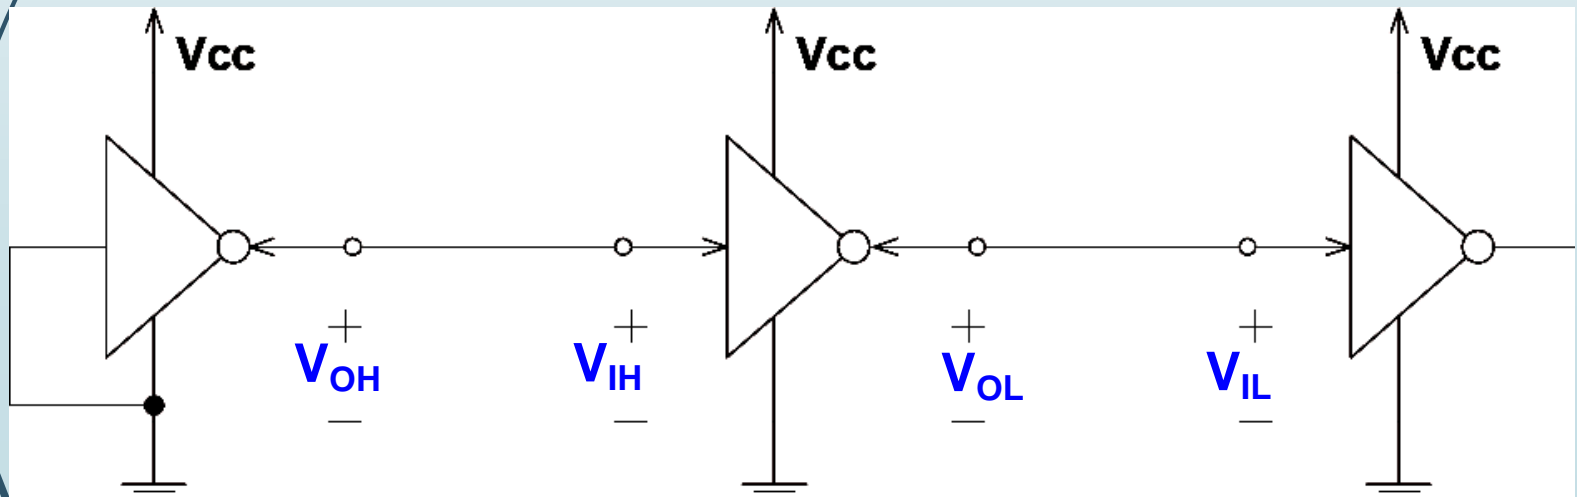 Vcc Vcc Vcc
+ + + +
VOH VIH VOL VIL
− − − −